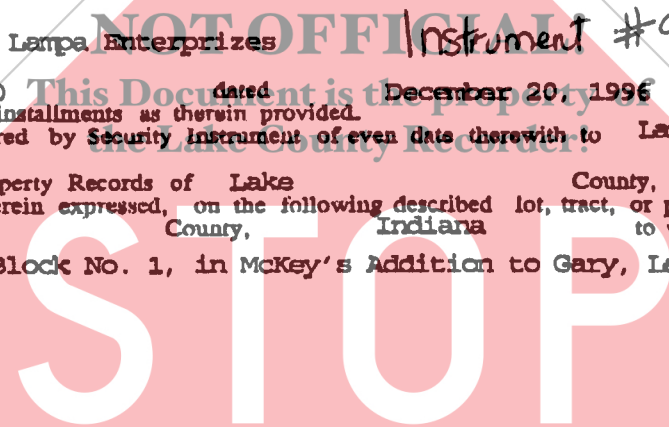 NOT OFFICIAL!
Lampa Enterprizes Instrument #
This Document is the property of
dated December 20, 1996
installments as therein provided.
the Lake County Recorder!
red by Security Instrument of even date therewith to
perty Records of Lake County,
erein expressed, on the following described lot, tract, or
County, Indiana to
Block No. 1, in McKey's Addition to Gary,
STOP